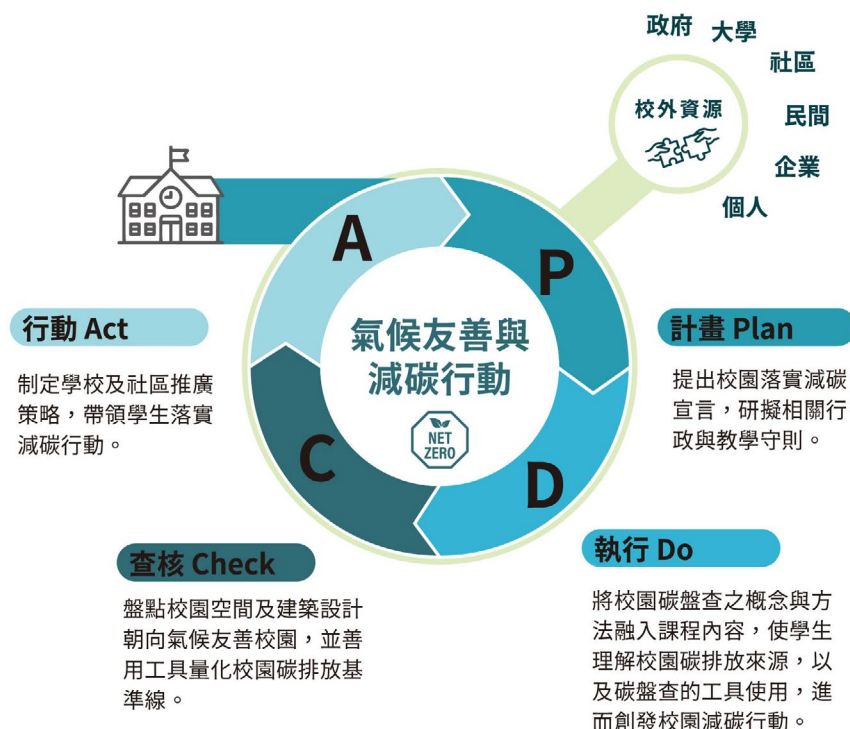 政府
大學
社區
民間
企業
個人
校外資源
A
P
D
C
氣候友善與
減碳行動
NET
ZERO
行動 Act
制定學校及社區推廣
策略，帶領學生落實
減碳行動。
計畫 Plan
提出校園落實減碳
宣言，研擬相關行
政與教學守則。
查核 Check
盤點校園空間及建築設計
朝向氣候友善校園，並善
用工具量化校園碳排放基
準線。
執行 Do
將校園碳盤查之概念與方
法融入課程內容，使學生
理解校園碳排放來源，以
及碳盤查的工具使用，進
而創發校園減碳行動。